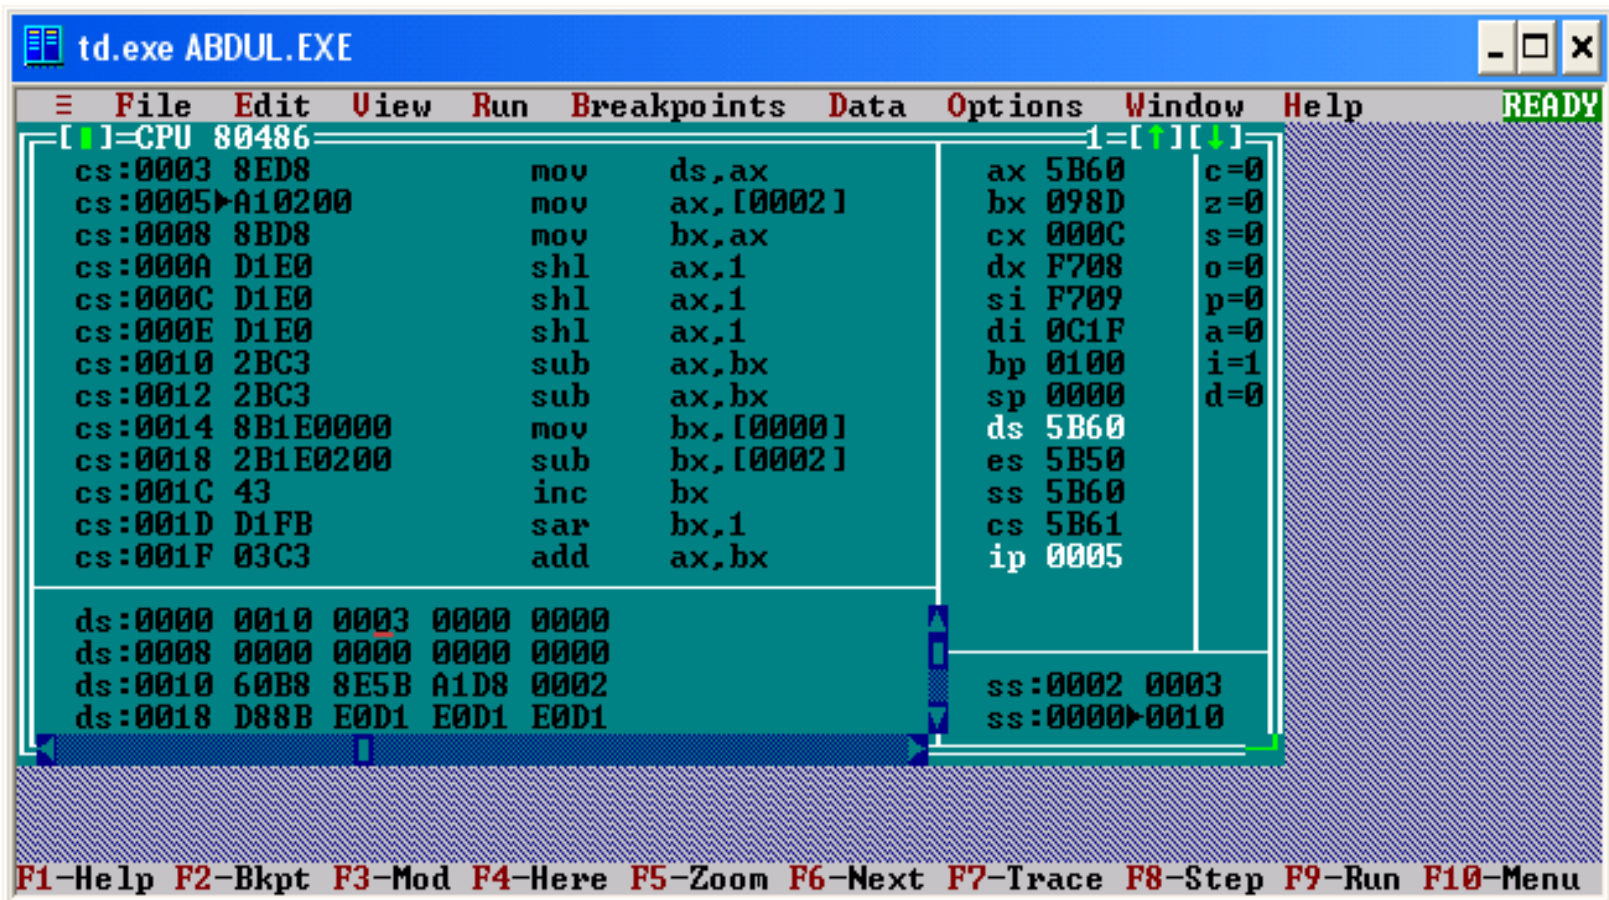 td.exe ABDUL.EXE
≡ File Edit View Run Breakpoints Data Options Window Help READY
[■]=CPU 80486 1=[↑][↓]
cs:0003 8ED8 mov ds,ax ax 5B60 c=0
cs:0005►A10200 mov ax,[0002] bx 098D z=0
cs:0008 8BD8 mov bx,ax cx 000C s=0
cs:000A D1E0 shl ax,1 dx F708 o=0
cs:000C D1E0 shl ax,1 si F709 p=0
cs:000E D1E0 shl ax,1 di 0C1F a=0
cs:0010 2BC3 sub ax,bx bp 0100 i=1
cs:0012 2BC3 sub ax,bx sp 0000 d=0
cs:0014 8B1E0000 mov bx,[0000] ds 5B60
cs:0018 2B1E0200 sub bx,[0002] es 5B50
cs:001C 43 inc bx ss 5B60
cs:001D D1FB sar bx,1 cs 5B61
cs:001F 03C3 add ax,bx ip 0005
ds:0000 0010 0003 0000 0000
ds:0008 0000 0000 0000 0000
ds:0010 60B8 8E5B A1D8 0002 ss:0002 0003
ds:0018 D88B E0D1 E0D1 E0D1 ss:0000►0010
F1-Help F2-Bkpt F3-Mod F4-Here F5-Zoom F6-Next F7-Trace F8-Step F9-Run F10-Menu